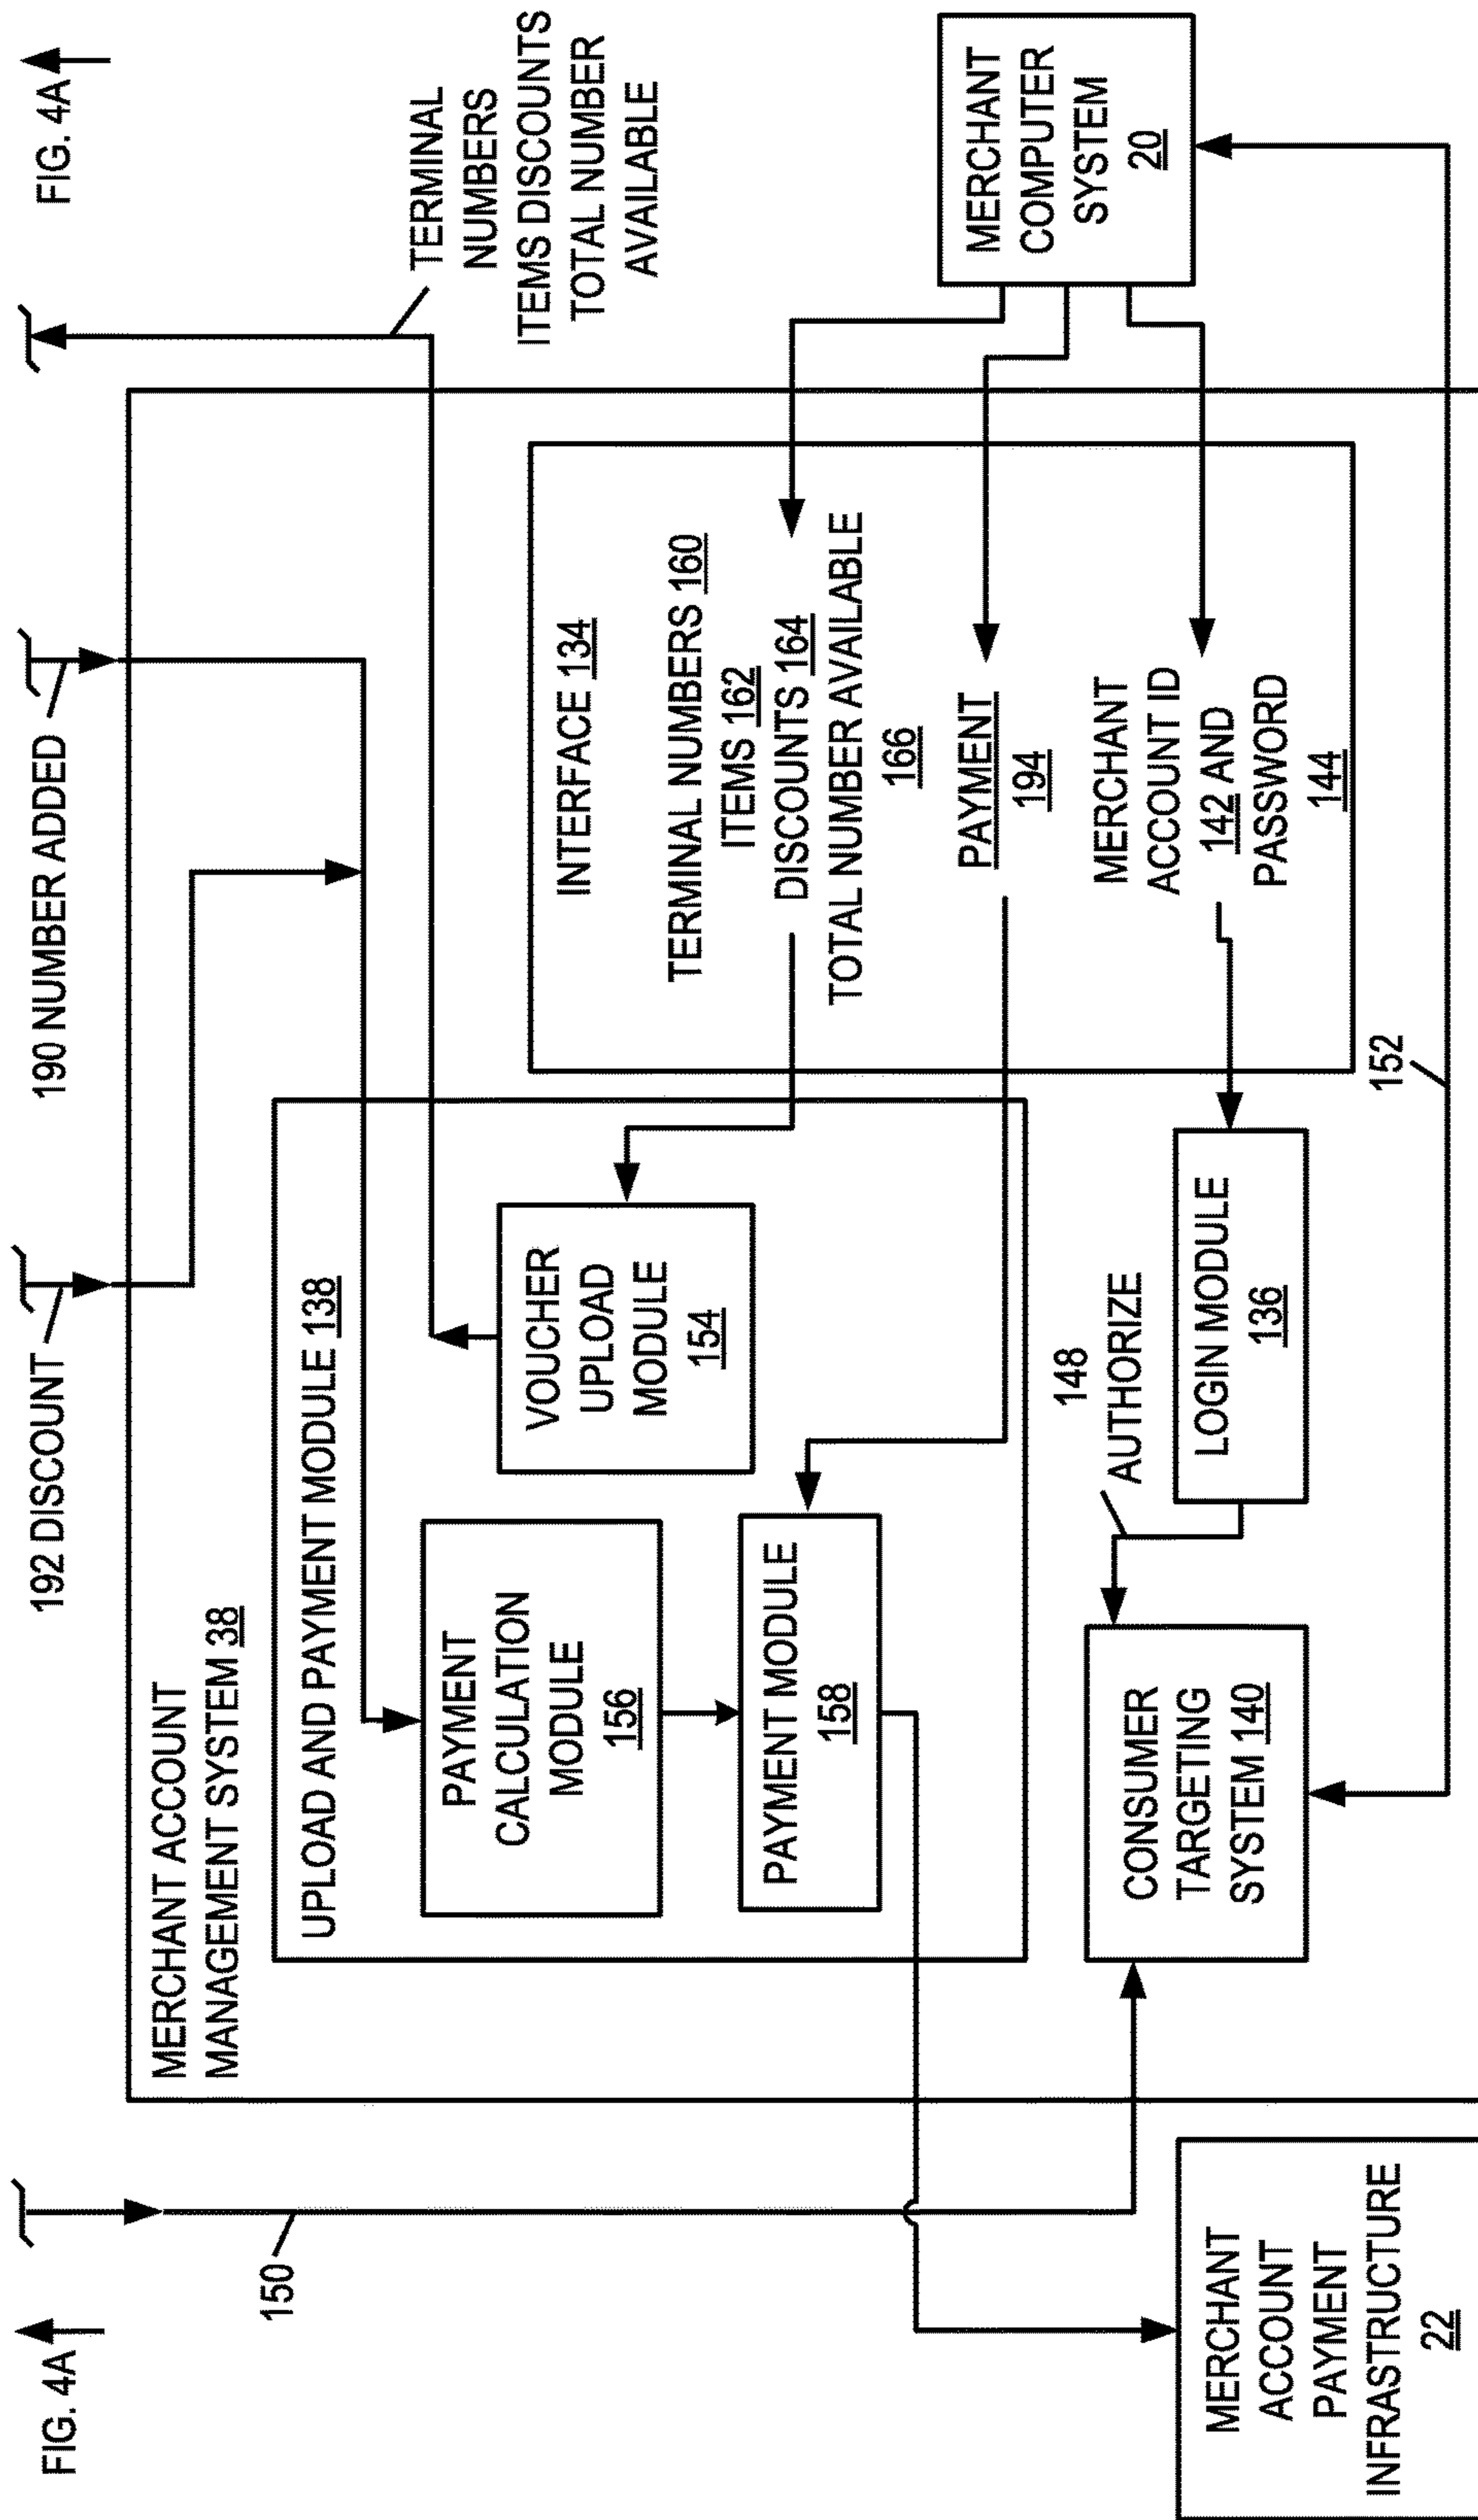 FIG. 4A
150
192 DISCOUNT
190 NUMBER ADDED
FIG. 4A
MERCHANT ACCOUNT
MANAGEMENT SYSTEM 38
TERMINAL
NUMBERS
ITEMS DISCOUNTS
TOTAL NUMBER
AVAILABLE
UPLOAD AND PAYMENT MODULE 138
PAYMENT
CALCULATION
MODULE
156
VOUCHER
UPLOAD
MODULE
154
PAYMENT MODULE
158
INTERFACE 134
TERMINAL NUMBERS 160
ITEMS 162
DISCOUNTS 164
TOTAL NUMBER AVAILABLE
166
PAYMENT
194
MERCHANT
ACCOUNT ID
142 AND
PASSWORD
144
MERCHANT
COMPUTER
SYSTEM
20
148
AUTHORIZE
CONSUMER
TARGETING
SYSTEM 140
LOGIN MODULE
136
152
MERCHANT
ACCOUNT
PAYMENT
INFRASTRUCTURE
22